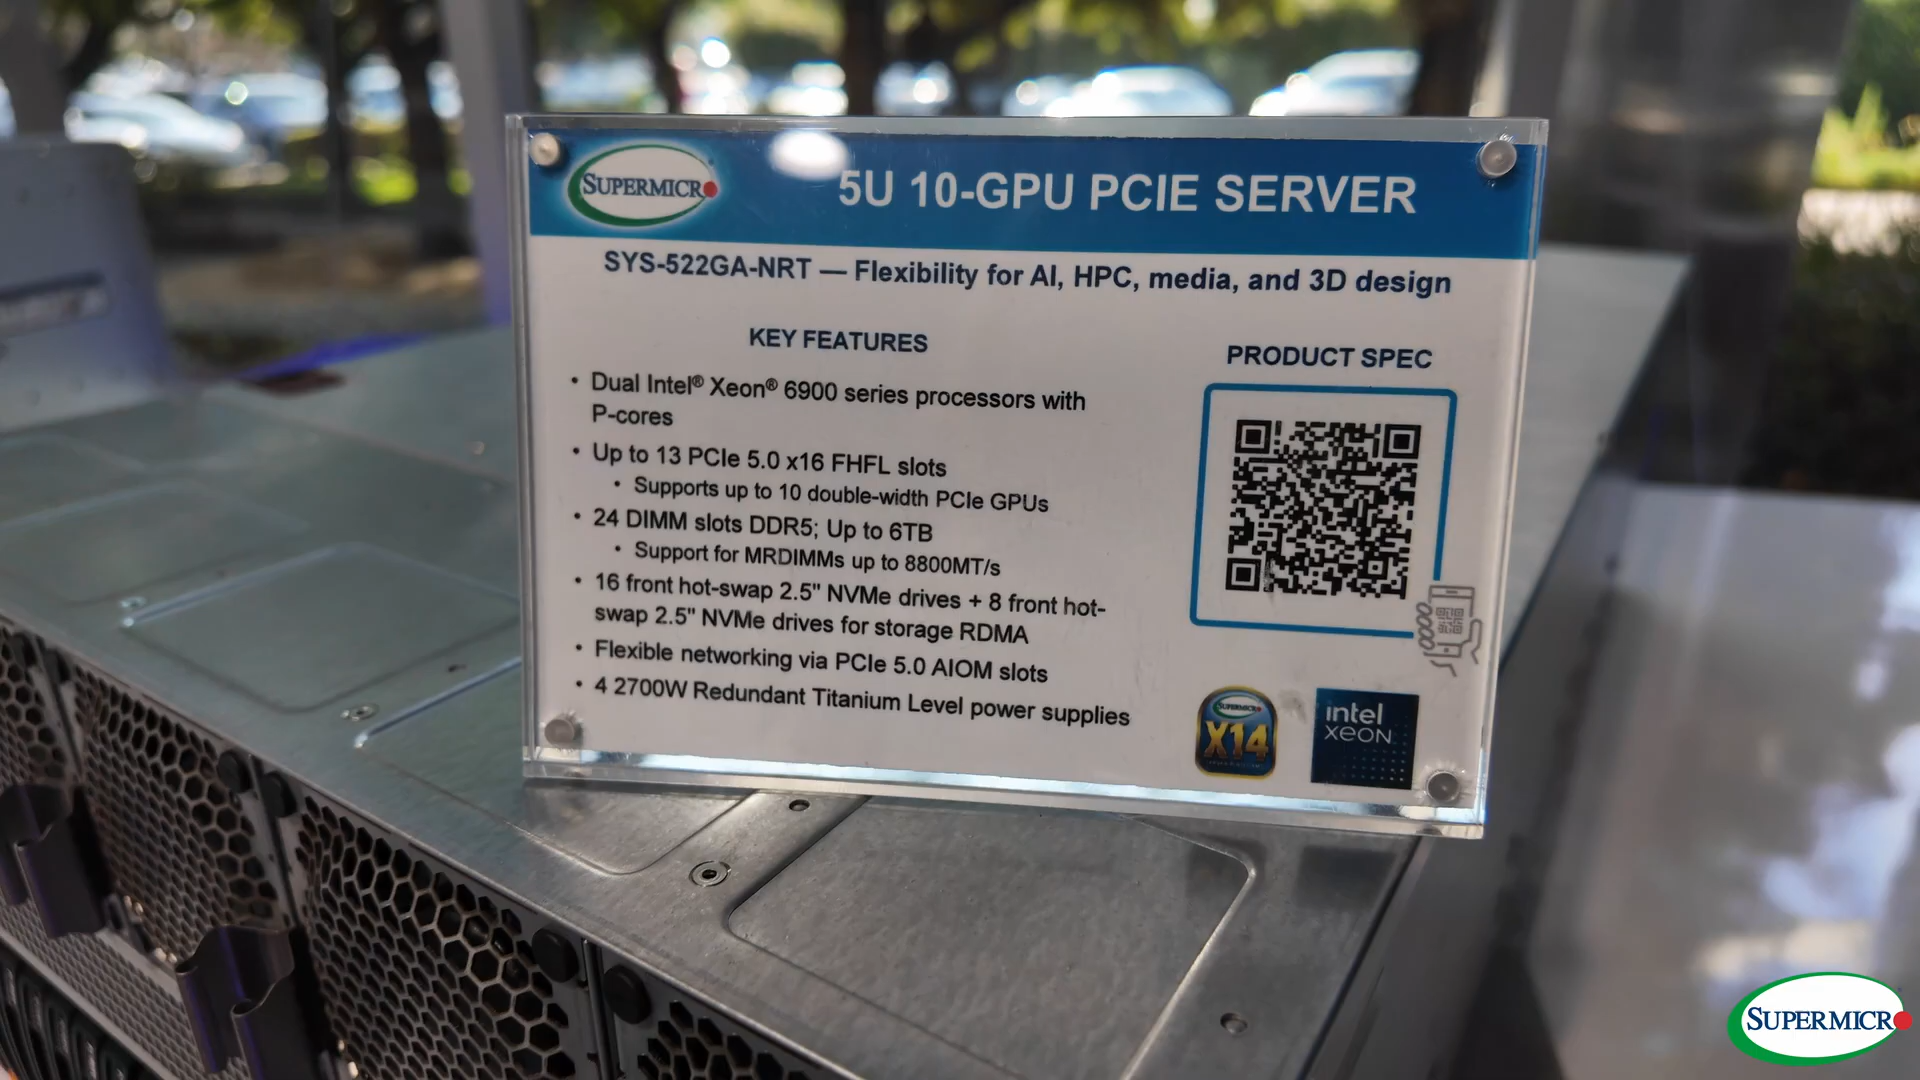 SUPERMICRO
5U 10-GPU PCIE SERVER
SYS-522GA-NRT — Flexibility for AI, HPC, media, and 3D design
KEY FEATURES
• Dual Intel® Xeon® 6900 series processors with
P-cores
• Up to 13 PCIe 5.0 x16 FHFL slots
• Supports up to 10 double-width PCIe GPUs
• 24 DIMM slots DDR5; Up to 6TB
• Support for MRDIMMs up to 8800MT/s
• 16 front hot-swap 2.5" NVMe drives + 8 front hot-
swap 2.5" NVMe drives for storage RDMA
• Flexible networking via PCIe 5.0 AIOM slots
• 4 2700W Redundant Titanium Level power supplies
PRODUCT SPEC
SUPERMICRO
X14
intel
xeon
SUPERMICRO